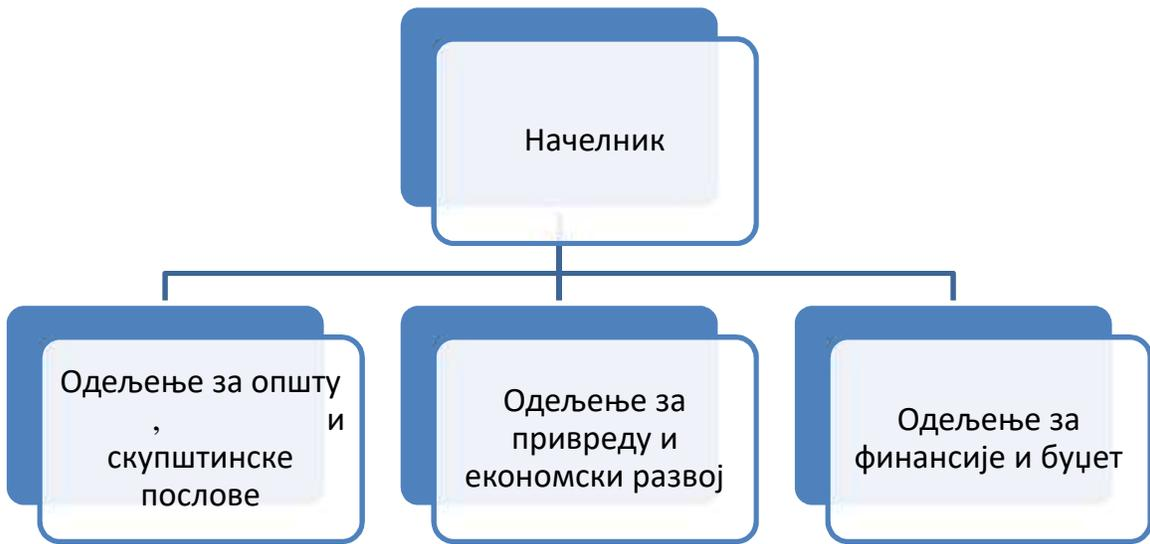 Начелник
Одељење за општу
, и
скупштинске
послове
Одељење за
привреду и
економски развој
Одељење за
финансије и буџет